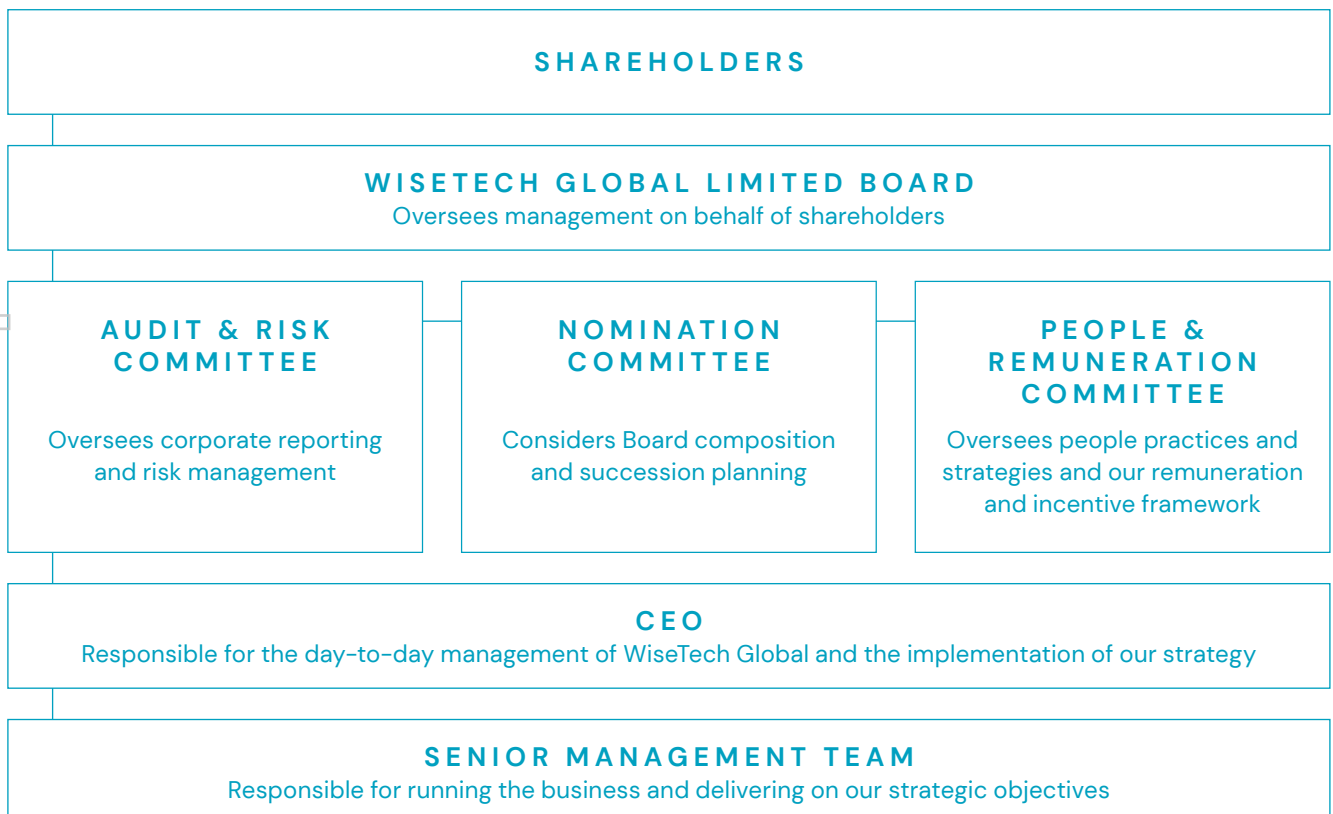 SHAREHOLDERS
WISETECH GLOBAL LIMITED BOARD
Oversees management on behalf of shareholders
AUDIT & RISK
COMMITTEE
Oversees corporate reporting
and risk management
NOMINATION
COMMITTEE
Considers Board composition
and succession planning
PEOPLE &
REMUNERATION
COMMITTEE
Oversees people practices and
strategies and our remuneration
and incentive framework
CEO
Responsible for the day-to-day management of WiseTech Global and the implementation of our strategy
SENIOR MANAGEMENT TEAM
Responsible for running the business and delivering on our strategic objectives